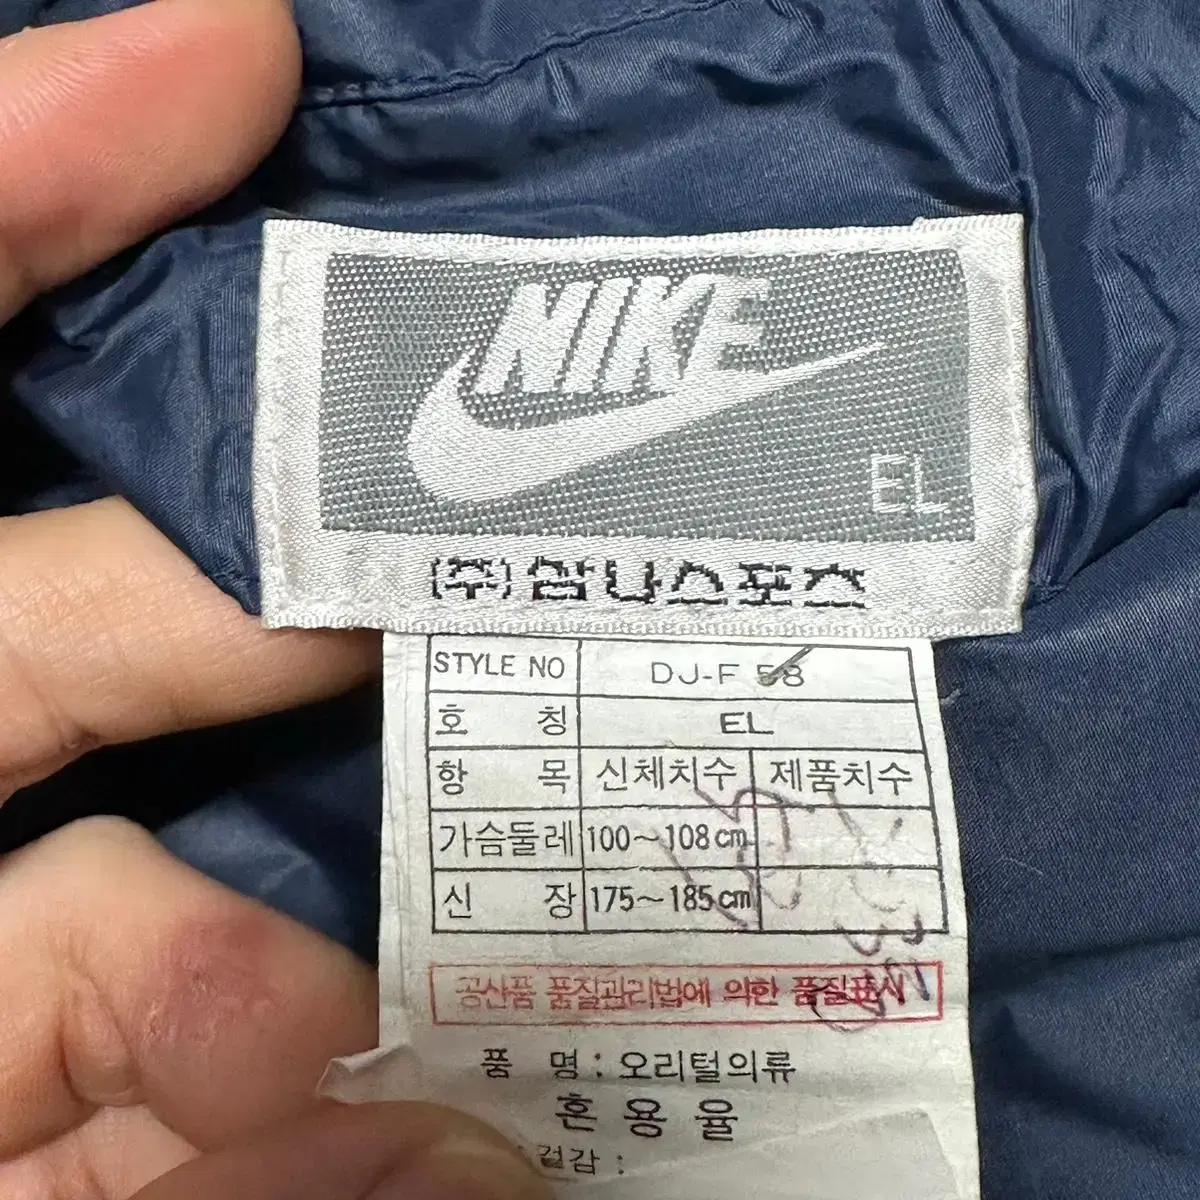 NIKE
EL
(주)삼나스포츠
STYLE NO DJ-F 58
호 칭 EL
항 목 신체치수 제품치수
가슴둘레 100~108cm
신 장 175~185cm
공산품 품질관리법에 의한 품질표시
품 명 : 오리털의류
혼용율
겉감 :